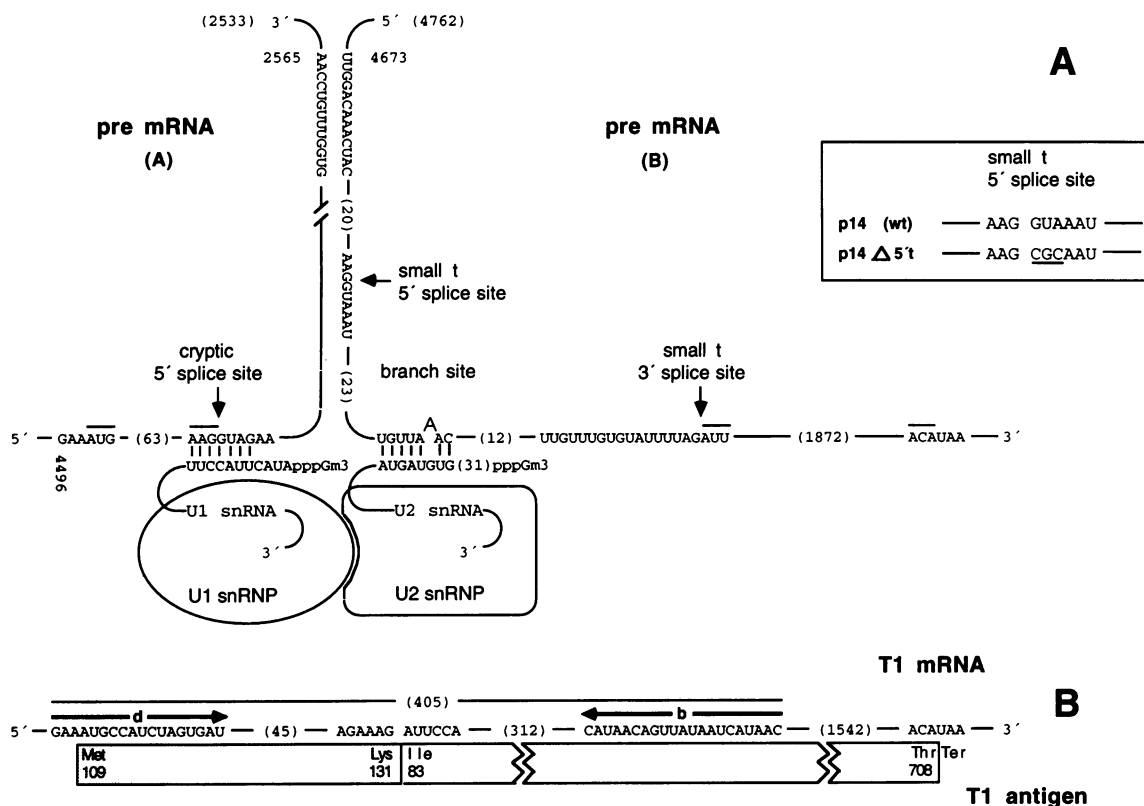 (2533) 3´ 5´ (4762)
2565 4673
AACCUGUUUGGUG
UUGGACAAACUAC
(20)
AAGGUAAAU
(23)
A
pre mRNA
(A)
pre mRNA
(B)
small t
5´ splice site
p14 (wt) AAG GUAAAU
p14 Δ 5´t AAG CGCAAU
small t
5´ splice site
cryptic
5´ splice site
branch site
small t
3´ splice site
5´ GAAAUG (63) AAGGUAGAA UGUUA A AC (12) UUGUUUGUGUAUUUUAGAUU (1872) ACAUAA 3´
4496
UUCCAUUCAUApppGm3 AUGAUGUG(31)pppGm3
U1 snRNA U2 snRNA
3´ 3´
U1 snRNP U2 snRNP
T1 mRNA
B
(405)
d b
5´ GAAAUGCCAUCUAGUGAU (45) AGAAAG AUUCCA (312) CAUAACAGUUAUAAUCAUAAC (1542) ACAUAA 3´
Met Lys Ile Thr Ter
109 131 83 708
T1 antigen